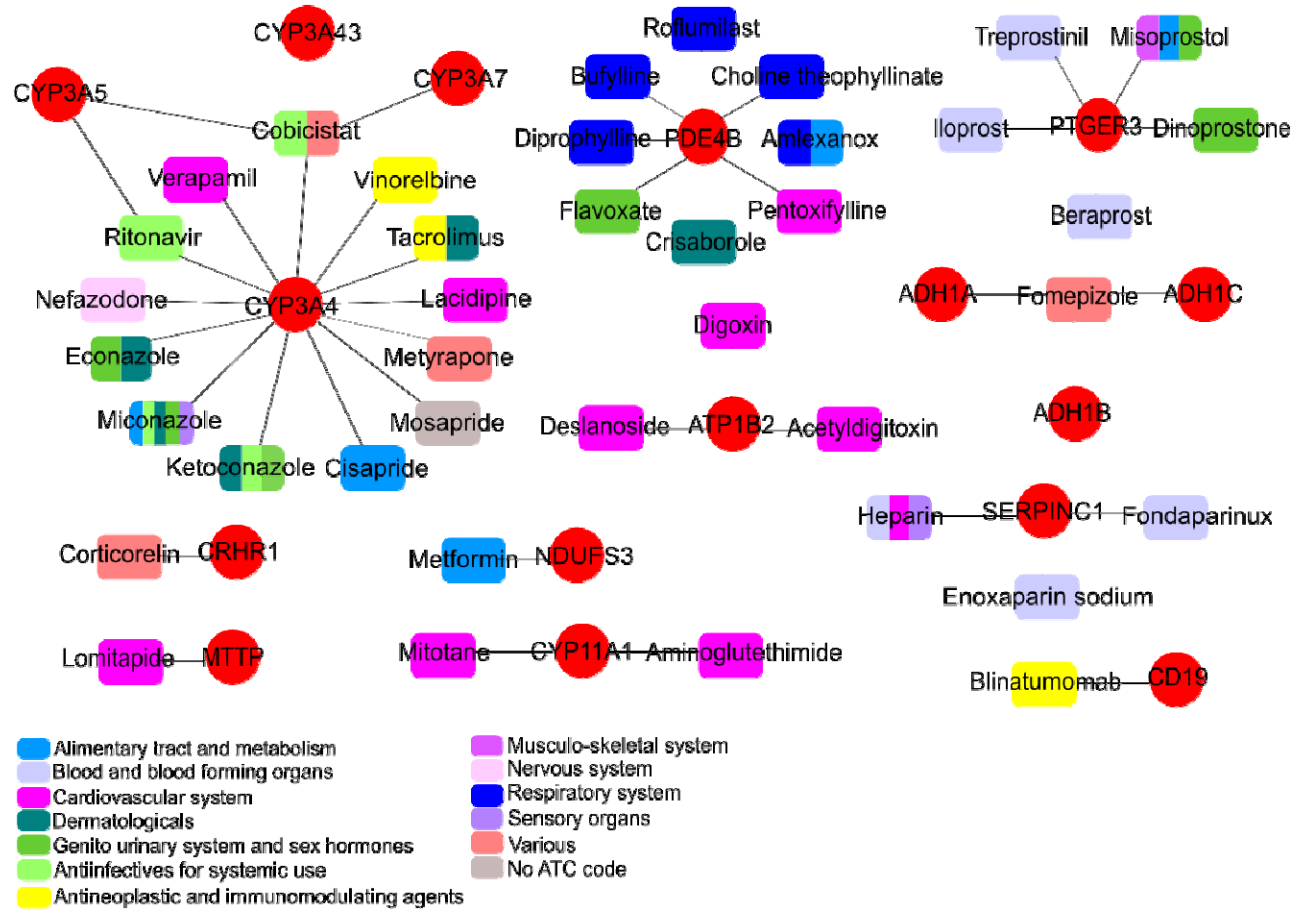 CYP3A43
CYP3A5
CYP3A7
Cobicistat
Verapamil
Vinorelbine
Ritonavir
Tacrolimus
Nefazodone
CYP3A4
Lacidipine
Econazole
Metyrapone
Miconazole
Mosapride
Ketoconazole
Cisapride
Roflumilast
Bufylline
Choline theophyllinate
Diprophylline
PDE4B
Amlexanox
Flavoxate
Pentoxifylline
Crisaborole
Treprostinil
Misoprostol
Iloprost
PTGER3
Dinoprostone
Beraprost
ADH1A
Fomepizole
ADH1C
ADH1B
Digoxin
Deslanoside
ATP1B2
Acetyldigitoxin
Heparin
SERPINC1
Fondaparinux
Enoxaparin sodium
Corticorelin
CRHR1
Metformin
NDUFS3
Lomitapide
MTTP
Mitotane
CYP11A1
Aminoglutethimide
Blinatumomab
CD19
Alimentary tract and metabolism
Blood and blood forming organs
Cardiovascular system
Dermatologicals
Genito urinary system and sex hormones
Antiinfectives for systemic use
Antineoplastic and immunomodulating agents
Musculo-skeletal system
Nervous system
Respiratory system
Sensory organs
Various
No ATC code